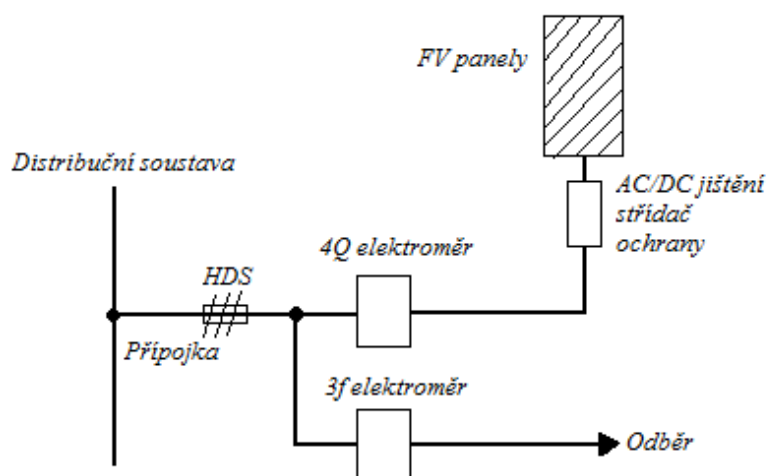 FV panely
Distribuční soustava
AC/DC jištění
střídač
ochrany
4Q elektroměr
HDS
Přípojka
3f elektroměr
Odběr